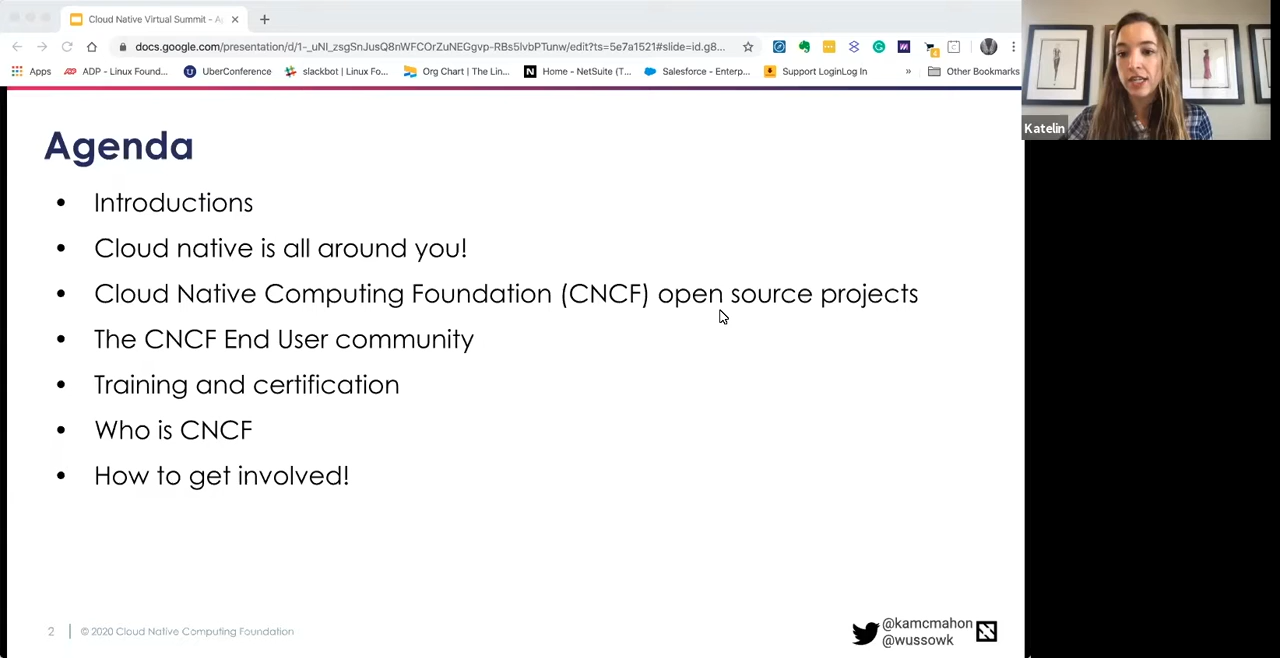 Cloud Native Virtual Summit - A
docs.google.com/presentation/d/1-_uNI_zsgSnJusQ8nWFCOrZuNEGgvp-RBs5lvbPTunw/edit?ts=5e7a1521#slide=id.g8...
Apps ADP - Linux Found... UberConference slackbot | Linux Fo... Org Chart | The Lin... Home - NetSuite (T... Salesforce - Enterp... Support LoginLog In » Other Bookmarks
Katelin
Agenda
• Introductions
• Cloud native is all around you!
• Cloud Native Computing Foundation (CNCF) open source projects
• The CNCF End User community
• Training and certification
• Who is CNCF
• How to get involved!
2 | © 2020 Cloud Native Computing Foundation
@kamcmahon
@wussowk